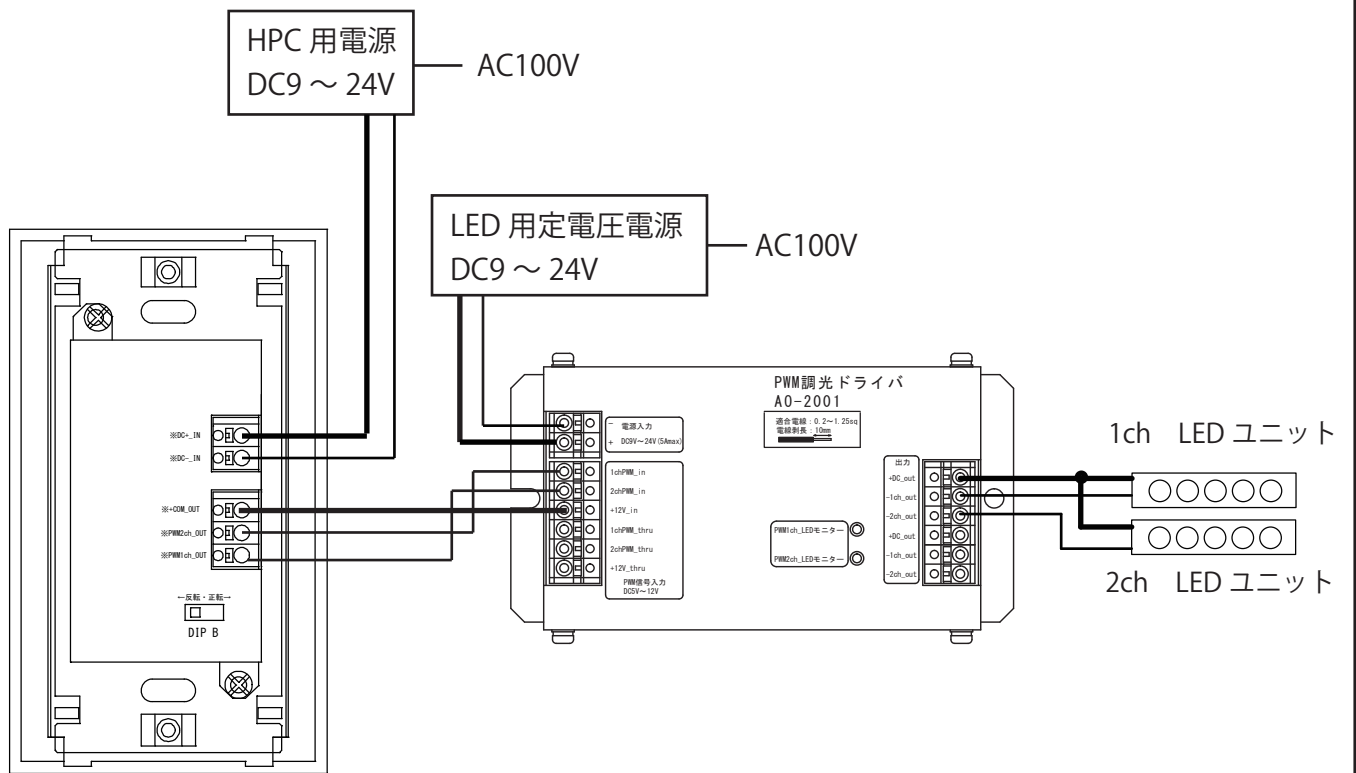 HPC 用電源
DC9 ～ 24V
AC100V
LED 用定電圧電源
DC9 ～ 24V
AC100V
※DC+_IN
※DC-_IN
※+COM_OUT
※PWM2ch_OUT
※PWM1ch_OUT
←反転・正転→
DIP B
PWM調光ドライバ
AO-2001
適合電線：0.2～1.25sq
電線剥長：10mm
- 電源入力
+ DC9V～24V(5Amax)
1chPWM_in
2chPWM_in
+12V_in
1chPWM_thru
2chPWM_thru
+12V_thru
PWM信号入力
DC5V～12V
PWM1ch_LEDモニター
PWM2ch_LEDモニター
出力
+DC_out
-1ch_out
-2ch_out
+DC_out
-1ch_out
-2ch_out
1ch LED ユニット
2ch LED ユニット